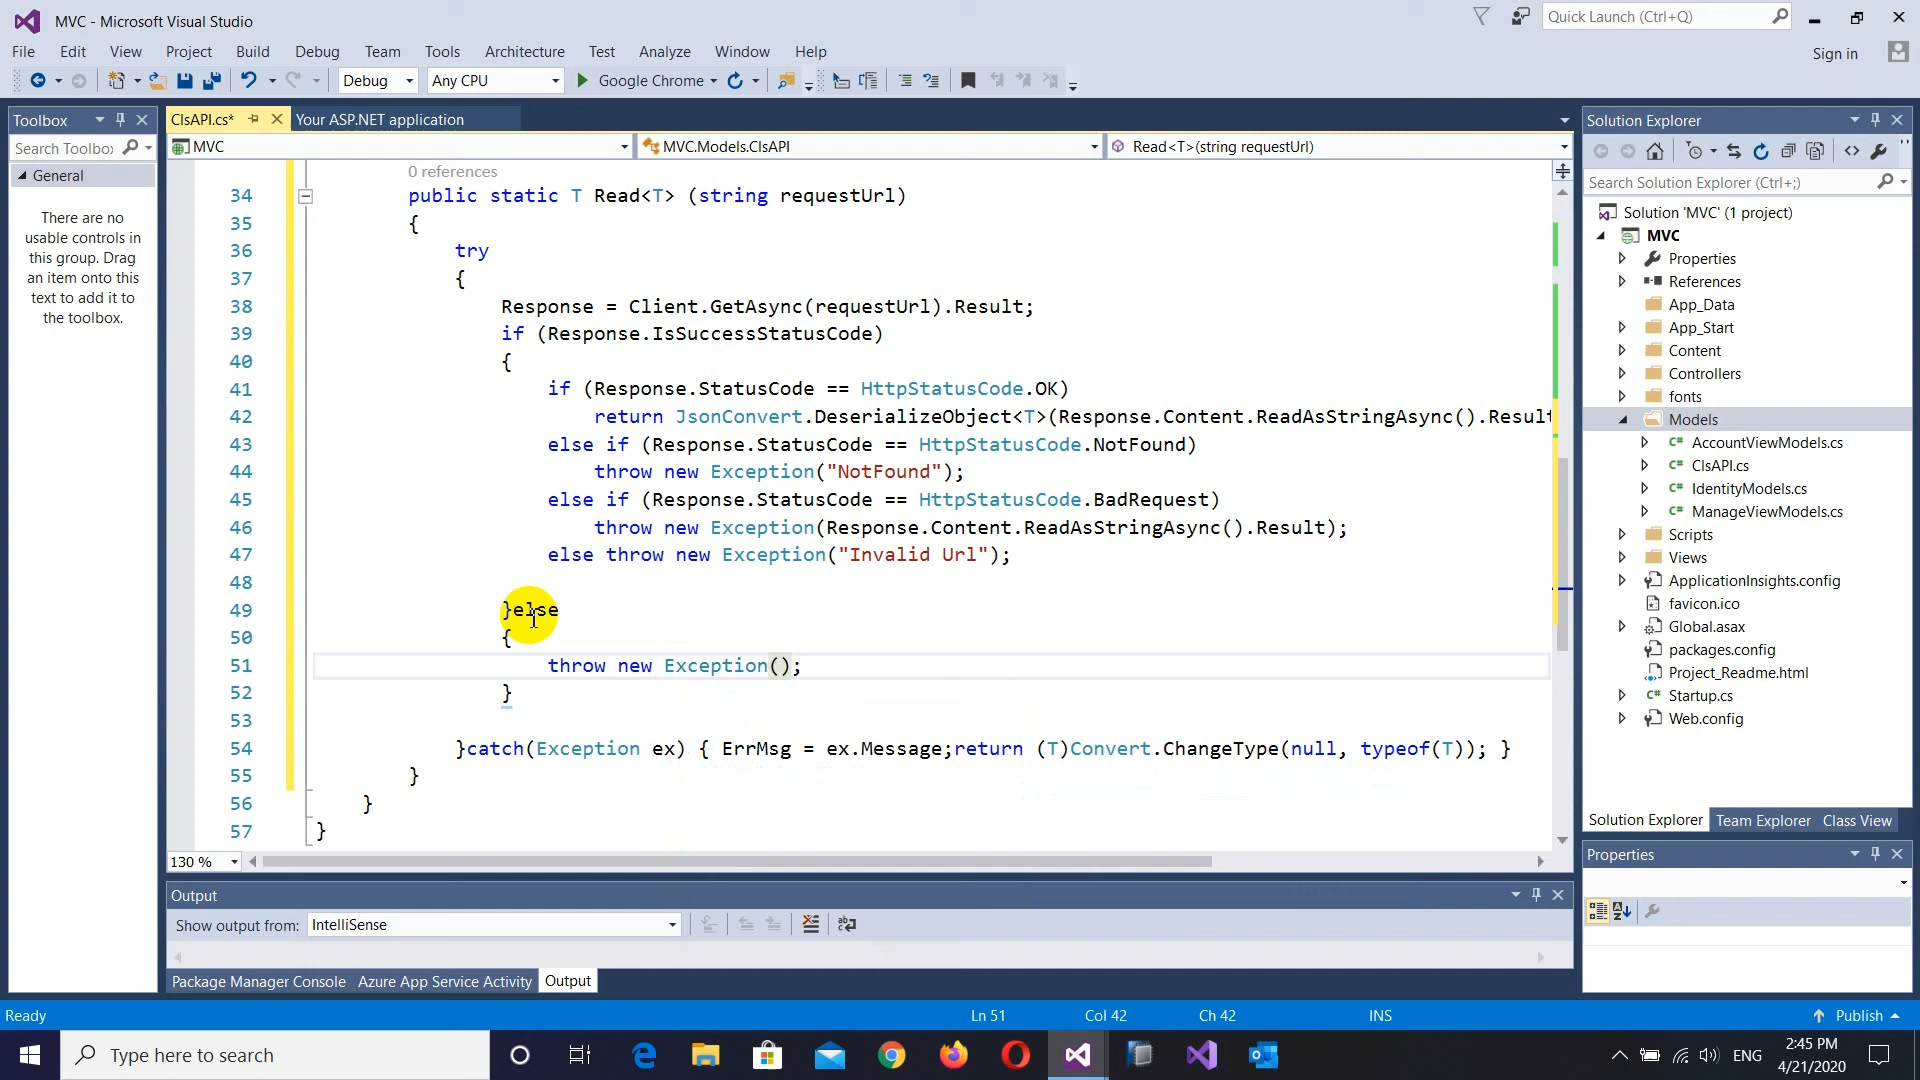 MVC - Microsoft Visual Studio
Quick Launch (Ctrl+Q)
File Edit View Project Build Debug Team Tools Architecture Test Analyze Window Help
Sign in
Debug Any CPU Google Chrome
Toolbox
Search Toolbo
General
There are no
usable controls in
this group. Drag
an item onto this
text to add it to
the toolbox.
ClsAPI.cs* Your ASP.NET application
MVC MVC.Models.ClsAPI Read<T>(string requestUrl)
0 references
34 public static T Read<T> (string requestUrl)
35 {
36 try
37 {
38 Response = Client.GetAsync(requestUrl).Result;
39 if (Response.IsSuccessStatusCode)
40 {
41 if (Response.StatusCode == HttpStatusCode.OK)
42 return JsonConvert.DeserializeObject<T>(Response.Content.ReadAsStringAsync().Result
43 else if (Response.StatusCode == HttpStatusCode.NotFound)
44 throw new Exception("NotFound");
45 else if (Response.StatusCode == HttpStatusCode.BadRequest)
46 throw new Exception(Response.Content.ReadAsStringAsync().Result);
47 else throw new Exception("Invalid Url");
48
49 }else
50 {
51 throw new Exception();
52 }
53
54 }catch(Exception ex) { ErrMsg = ex.Message;return (T)Convert.ChangeType(null, typeof(T)); }
55 }
56 }
57 }
130 %
Output
Show output from: IntelliSense
Package Manager Console Azure App Service Activity Output
Solution Explorer
Search Solution Explorer (Ctrl+;)
Solution 'MVC' (1 project)
MVC
Properties
References
App_Data
App_Start
Content
Controllers
fonts
Models
C# AccountViewModels.cs
C# ClsAPI.cs
C# IdentityModels.cs
C# ManageViewModels.cs
Scripts
Views
ApplicationInsights.config
favicon.ico
Global.asax
packages.config
Project_Readme.html
C# Startup.cs
Web.config
Solution Explorer Team Explorer Class View
Properties
Ready Ln 51 Col 42 Ch 42 INS Publish
Type here to search
ENG
2:45 PM
4/21/2020